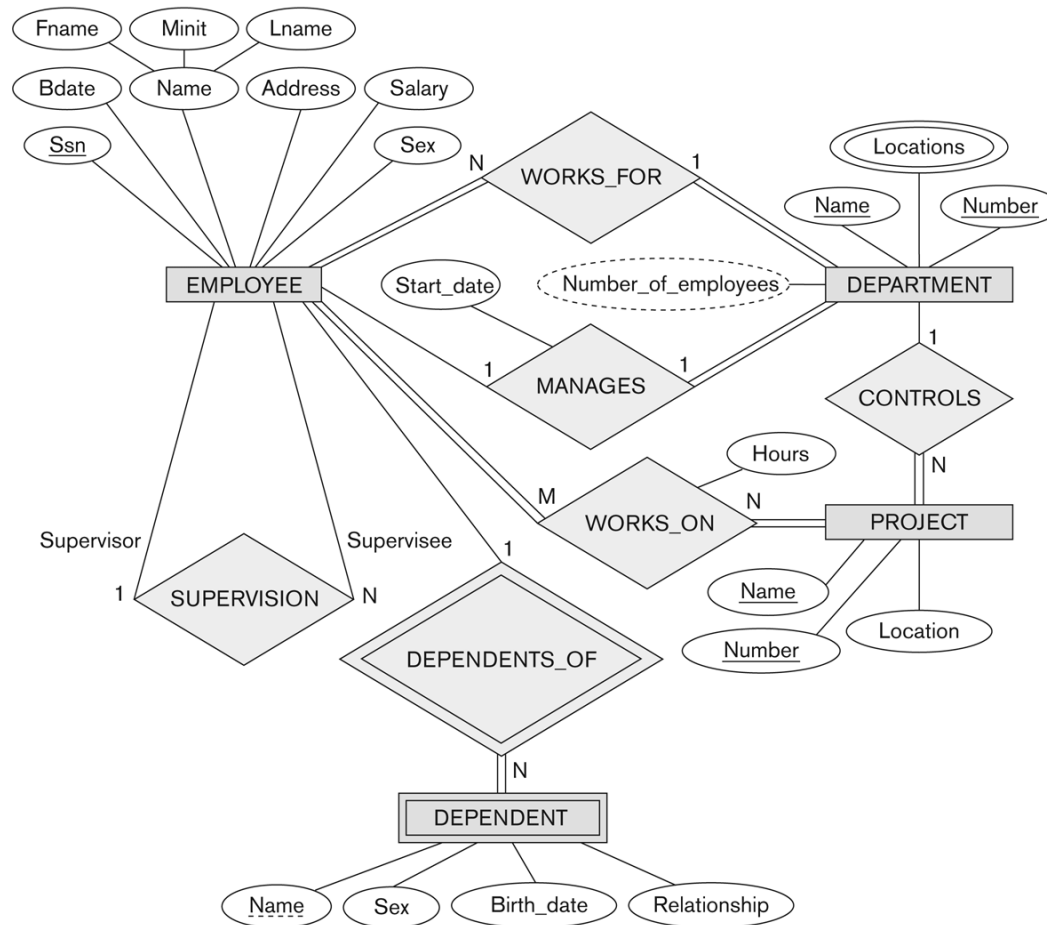 Fname
Minit
Lname
Bdate
Name
Address
Salary
Ssn
Sex
N
WORKS_FOR
1
Locations
Name
Number
EMPLOYEE
Start_date
Number_of_employees
DEPARTMENT
1
MANAGES
1
1
CONTROLS
N
Hours
M
WORKS_ON
N
PROJECT
Name
Number
Location
Supervisor
Supervisee
1
SUPERVISION
N
1
DEPENDENTS_OF
N
DEPENDENT
Name
Sex
Birth_date
Relationship